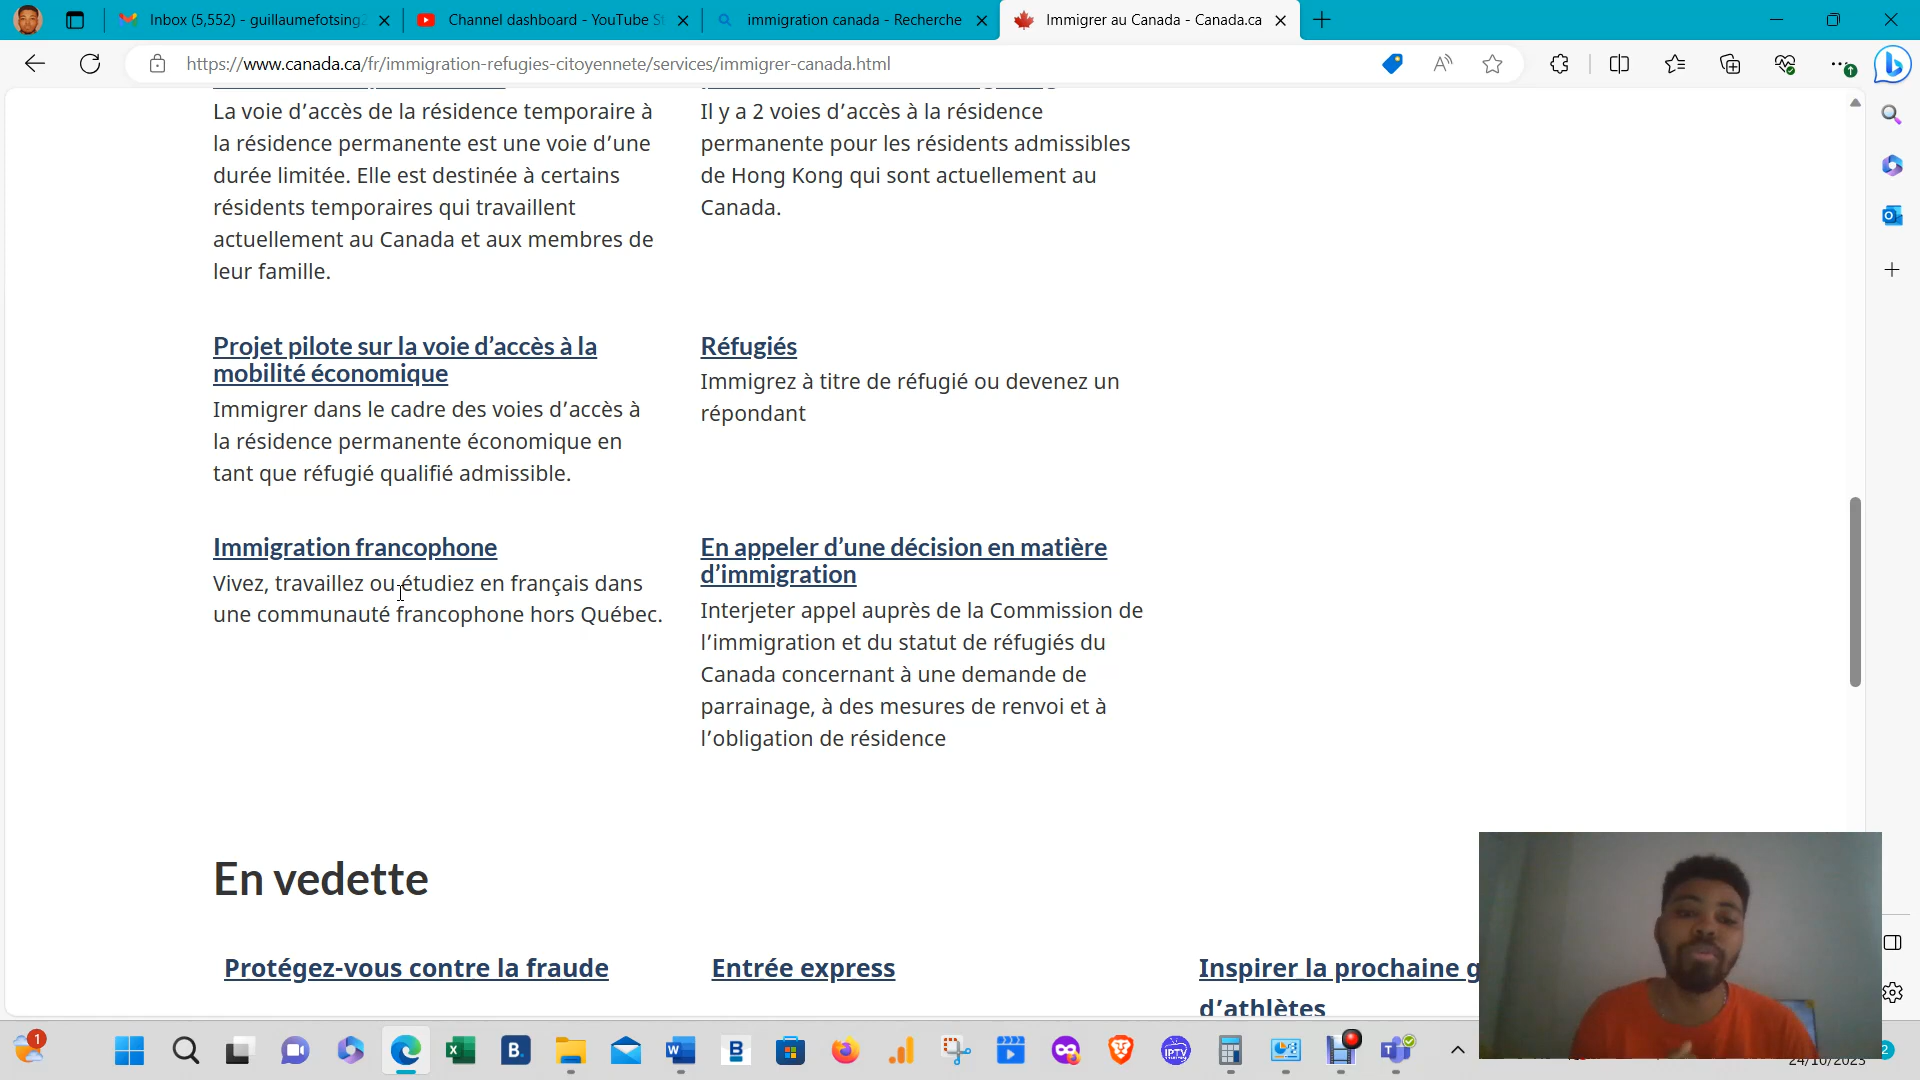 Inbox (5,552) - guillaumefotsing2
Channel dashboard - YouTube St
immigration canada - Recherche
Immigrer au Canada - Canada.ca
https://www.canada.ca/fr/immigration-refugies-citoyennete/services/immigrer-canada.html
La voie d’accès de la résidence temporaire à
la résidence permanente est une voie d’une
durée limitée. Elle est destinée à certains
résidents temporaires qui travaillent
actuellement au Canada et aux membres de
leur famille.
Il y a 2 voies d’accès à la résidence
permanente pour les résidents admissibles
de Hong Kong qui sont actuellement au
Canada.
Projet pilote sur la voie d’accès à la
mobilité économique
Immigrer dans le cadre des voies d’accès à
la résidence permanente économique en
tant que réfugié qualifié admissible.
Réfugiés
Immigrez à titre de réfugié ou devenez un
répondant
Immigration francophone
Vivez, travaillez ou étudiez en français dans
une communauté francophone hors Québec.
En appeler d’une décision en matière
d’immigration
Interjeter appel auprès de la Commission de
l’immigration et du statut de réfugiés du
Canada concernant à une demande de
parrainage, à des mesures de renvoi et à
l’obligation de résidence
En vedette
Protégez-vous contre la fraude
Entrée express
Inspirer la prochaine g
d’athlètes
1
B.
B
IPTV
24/10/2023
2